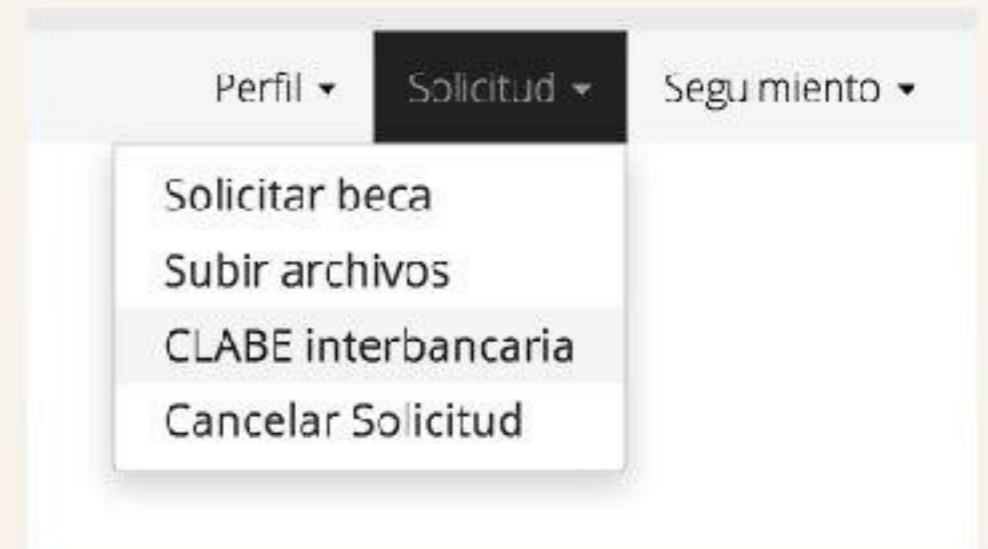 Perfil Solicitud Seguimiento
Solicitar beca
Subir archivos
CLABE interbancaria
Cancelar Solicitud